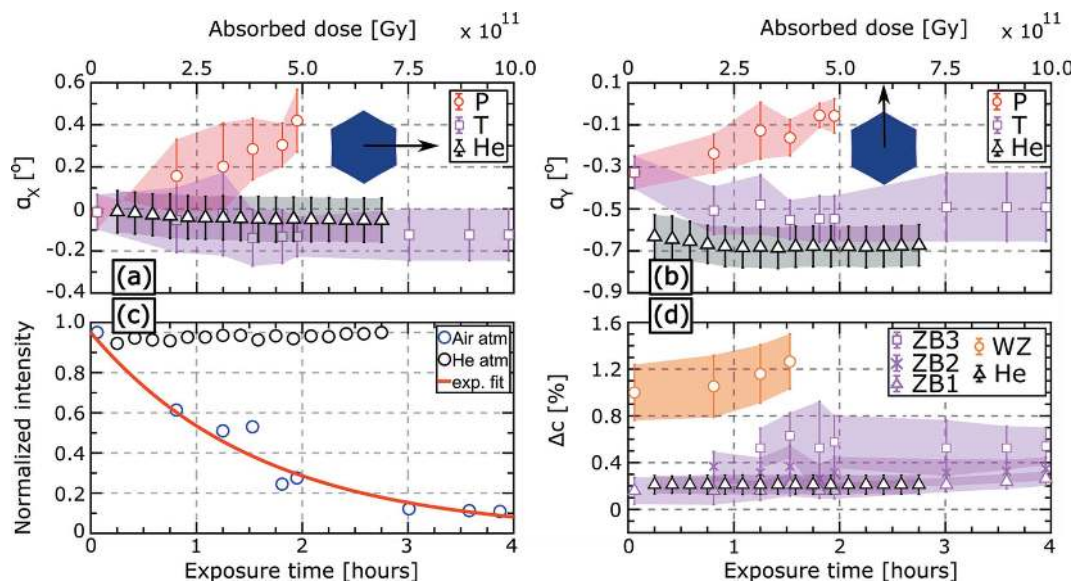 Absorbed dose [Gy] x 10¹¹
0 2.5 5.0 7.5 10.0
0.6
0.4
0.2
0
-0.2
-0.4
α_X [º]
P
T
He
(a)
Absorbed dose [Gy] x 10¹¹
0 2.5 5.0 7.5 10.0
0.1
-0.1
-0.3
-0.5
-0.7
-0.9
α_Y [º]
P
T
He
(b)
1.0
0.8
0.6
0.4
0.2
0
Normalized intensity
(c)
Air atm
He atm
exp. fit
0 1 2 3 4
Exposure time [hours]
1.6
1.2
0.8
0.4
0
Δc [%]
(d)
ZB3 WZ
ZB2
ZB1 He
0 1 2 3 4
Exposure time [hours]